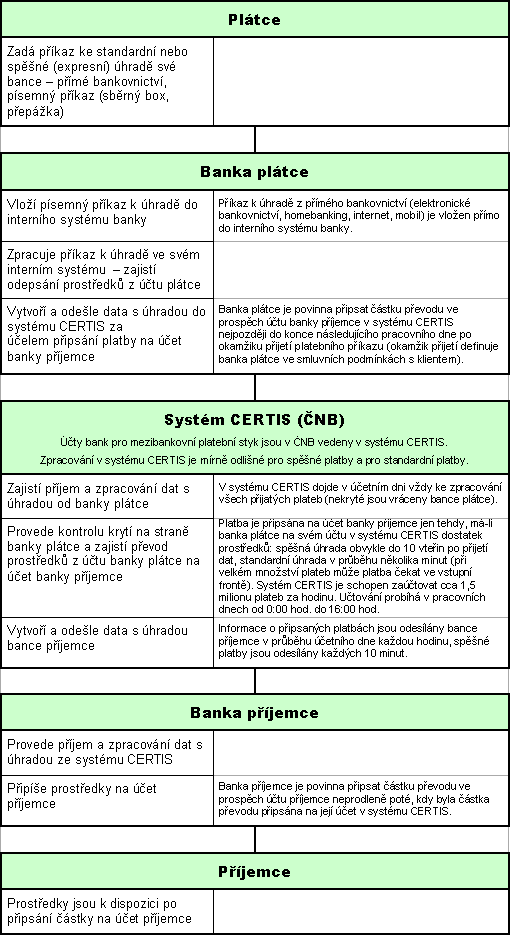 Plátce
Zadá příkaz ke standardní nebo
spěšné (expresní) úhradě své
bance – přímé bankovnictví,
písemný příkaz (sběrný box,
přepážka)
Banka plátce
Vloží písemný příkaz k úhradě do
interního systému banky
Příkaz k úhradě z přímého bankovnictví (elektronické
bankovnictví, homebanking, internet, mobil) je vložen přímo
do interního systému banky.
Zpracuje příkaz k úhradě ve svém
interním systému – zajistí
odepsání prostředků z účtu plátce
Vytvoří a odešle data s úhradou do
systému CERTIS za
účelem připsání platby na účet
banky příjemce
Banka plátce je povinna připsat částku převodu ve
prospěch účtu banky příjemce v systému CERTIS
nejpozději do konce následujícího pracovního dne po
okamžiku přijetí platebního příkazu (okamžik přijetí definuje
banka plátce ve smluvních podmínkách s klientem).
Systém CERTIS (ČNB)
Účty bank pro mezibankovní platební styk jsou v ČNB vedeny v systému CERTIS.
Zpracování v systému CERTIS je mírně odlišné pro spěšné platby a pro standardní platby.
Zajistí příjem a zpracování dat s
úhradou od banky plátce
V systému CERTIS dojde v účetním dni vždy ke zpracování
všech přijatých plateb (nekryté jsou vráceny bance plátce).
Provede kontrolu krytí na straně
banky plátce a zajistí převod
prostředků z účtu banky plátce na
účet banky příjemce
Platba je připsána na účet banky příjemce jen tehdy, má-li
banka plátce na svém účtu v systému CERTIS dostatek
prostředků: spěšná úhrada obvykle do 10 vteřin po přijetí
dat, standardní úhrada v průběhu několika minut (při
velkém množství plateb může platba čekat ve vstupní
frontě). Systém CERTIS je schopen zaúčtovat cca 1,5
milionu plateb za hodinu. Účtování probíhá v pracovních
dnech od 0:00 hod. do 16:00 hod.
Vytvoří a odešle data s úhradou
bance příjemce
Informace o připsaných platbách jsou odesílány bance
příjemce v průběhu účetního dne každou hodinu, spěšné
platby jsou odesílány každých 10 minut.
Banka příjemce
Provede příjem a zpracování dat s
úhradou ze systému CERTIS
Připíše prostředky na účet
příjemce
Banka příjemce je povinna připsat částku převodu ve
prospěch účtu příjemce neprodleně poté, kdy byla částka
převodu připsána na její účet v systému CERTIS.
Příjemce
Prostředky jsou k dispozici po
připsání částky na účet příjemce